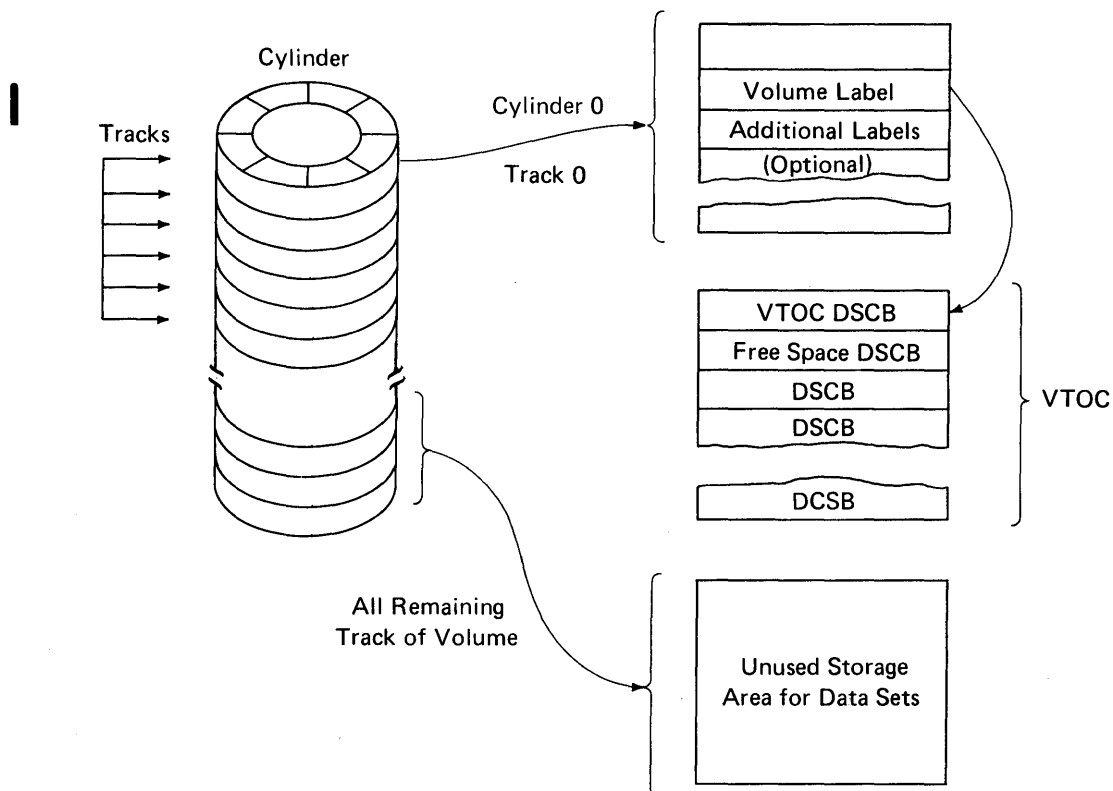 Cylinder
Tracks
Cylinder 0
Track 0
Volume Label
Additional Labels
(Optional)
VTOC DSCB
Free Space DSCB
DSCB
DSCB
DCSB
VTOC
All Remaining
Track of Volume
Unused Storage
Area for Data Sets